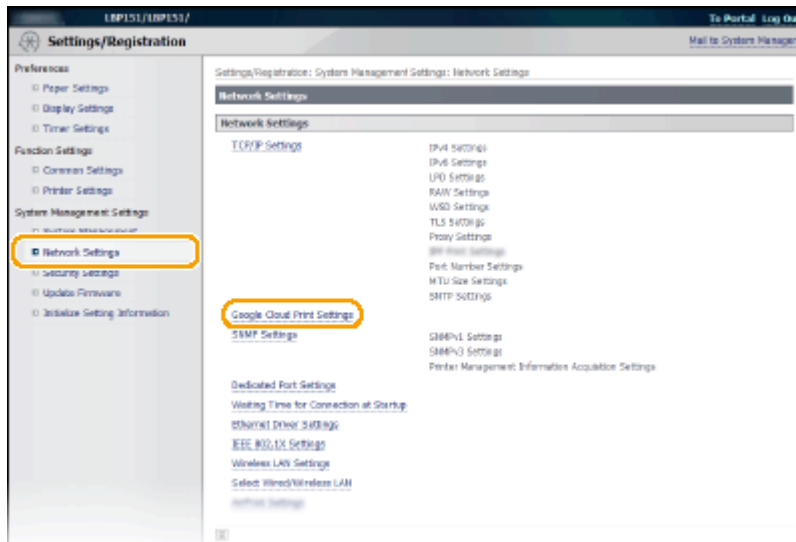 LBP151/LBP151/
To Portal Log Ou
Settings/Registration
Mail to System Manager
Preferences
Paper Settings
Display Settings
Timer Settings
Function Settings
Common Settings
Printer Settings
System Management Settings
System Management
Network Settings
Security Settings
Update Firmware
Initialize Setting Information
Settings/Registration: System Management Settings: Network Settings
Network Settings
Network Settings
TCP/IP Settings
IPv4 Settings
IPv6 Settings
LPD Settings
RAW Settings
WSD Settings
TLS Settings
Proxy Settings
Port Number Settings
MTU Size Settings
SNTP Settings
Google Cloud Print Settings
SNMP Settings
SNMPv1 Settings
SNMPv3 Settings
Printer Management Information Acquisition Settings
Dedicated Port Settings
Waiting Time for Connection at Startup
Ethernet Driver Settings
IEEE 802.1X Settings
Wireless LAN Settings
Select Wired/Wireless LAN